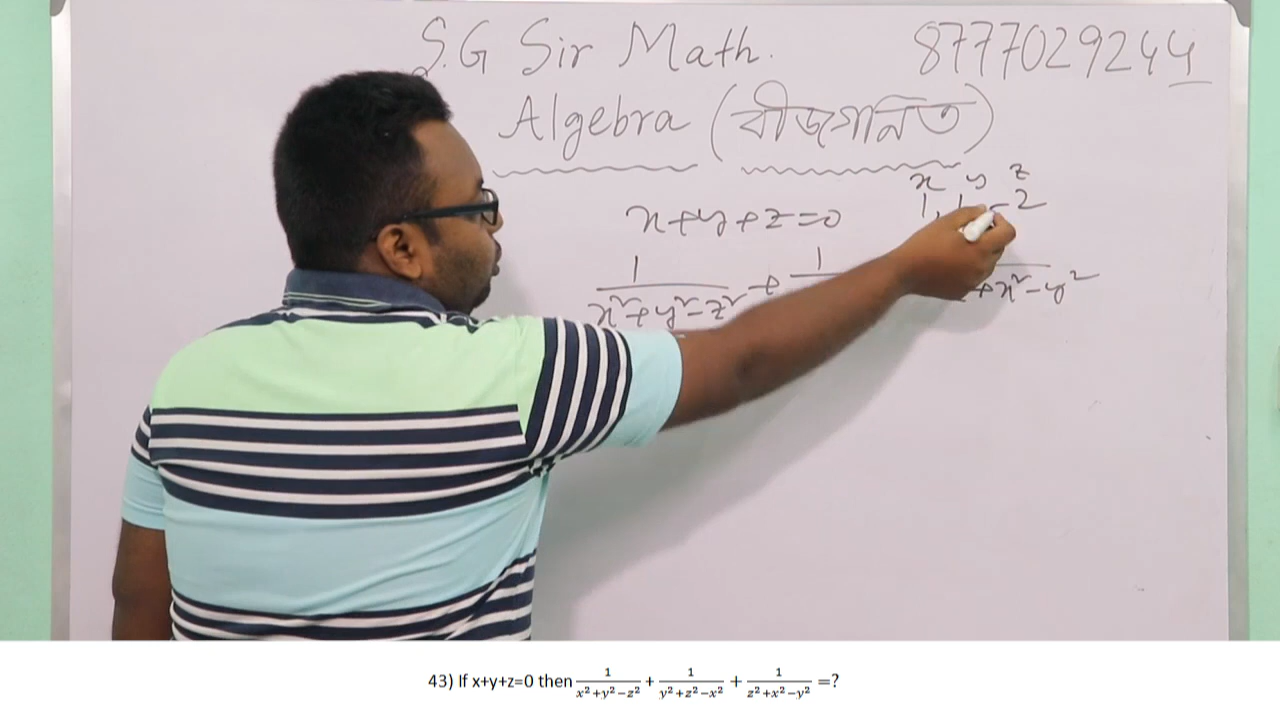 S.G Sir Math. 8777029244
Algebra (বীজগনিত)
x y z
x+y+z=0 1, 1, -2
1/(x²+y²-z²) + 1 +x²-y²
43) If x+y+z=0 then 1/(x²+y²−z²) + 1/(y²+z²−x²) + 1/(z²+x²−y²) =?